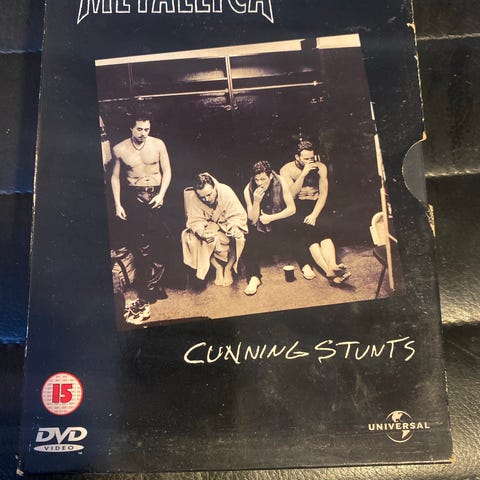 METALLICA
CUNNING STUNTS
15
DVD
VIDEO
UNIVERSAL